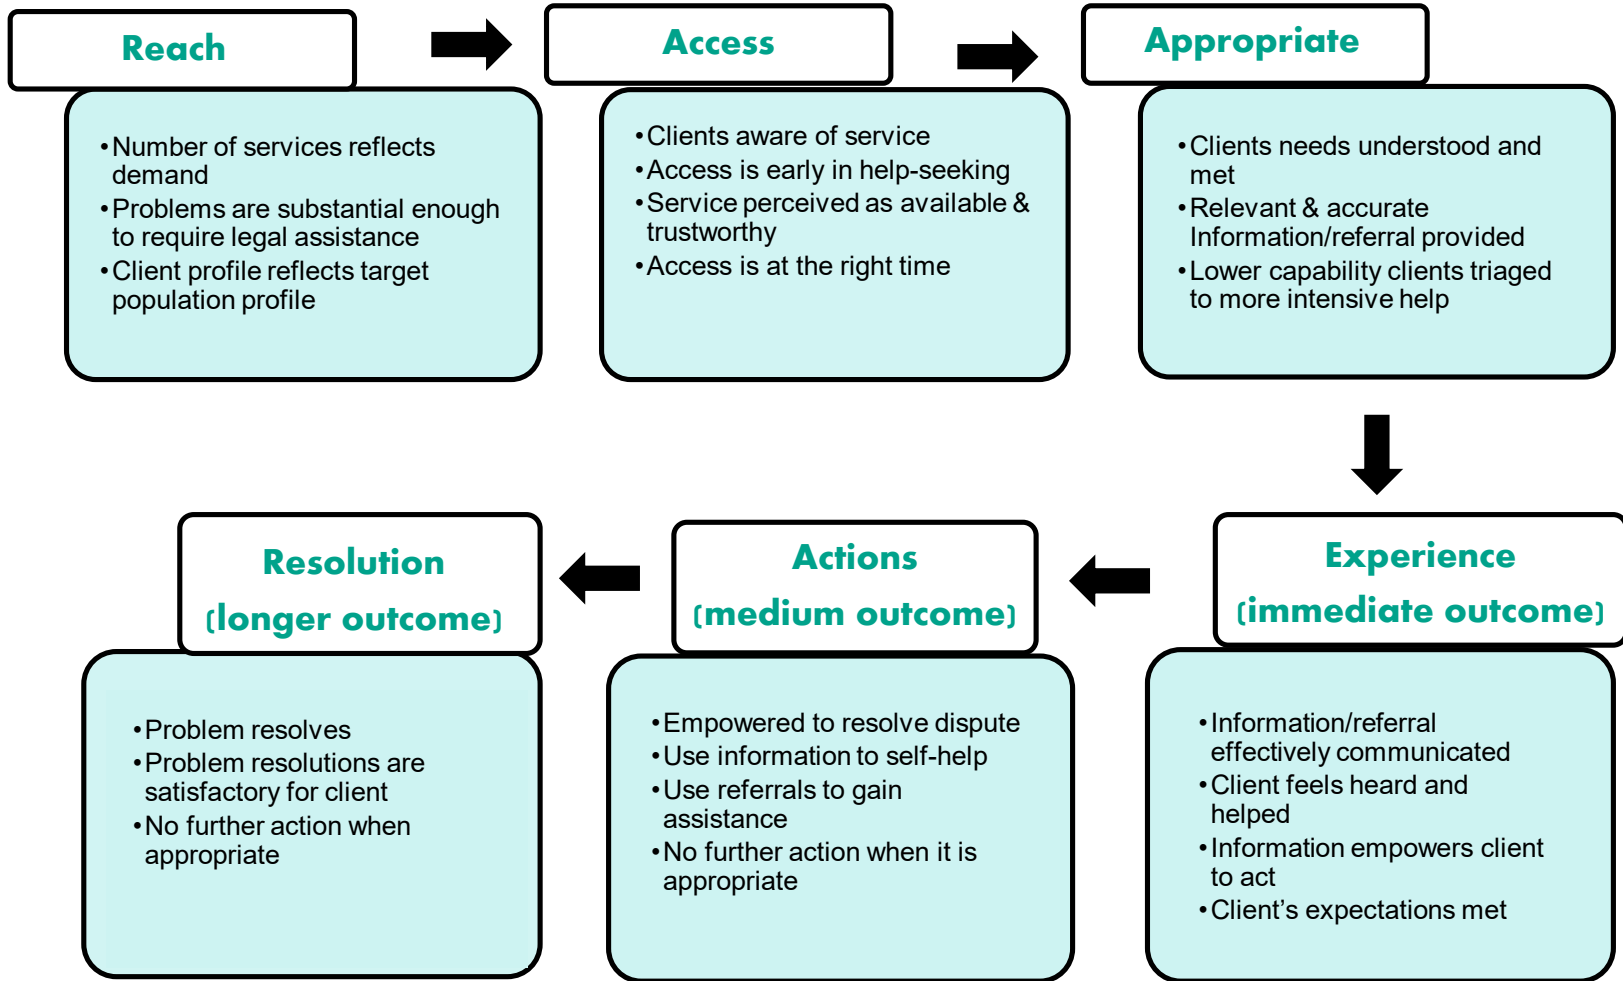 Reach
•Number of services reflects
demand
•Problems are substantial enough
to require legal assistance
•Client profile reflects target
population profile
Access
•Clients aware of service
•Access is early in help-seeking
•Service perceived as available &
trustworthy
•Access is at the right time
Appropriate
•Clients needs understood and
met
•Relevant & accurate
Information/referral provided
•Lower capability clients triaged
to more intensive help
Experience
(immediate outcome)
•Information/referral
effectively communicated
•Client feels heard and
helped
•Information empowers client
to act
•Client’s expectations met
Actions
(medium outcome)
•Empowered to resolve dispute
•Use information to self-help
•Use referrals to gain
assistance
•No further action when it is
appropriate
Resolution
(longer outcome)
•Problem resolves
•Problem resolutions are
satisfactory for client
•No further action when
appropriate